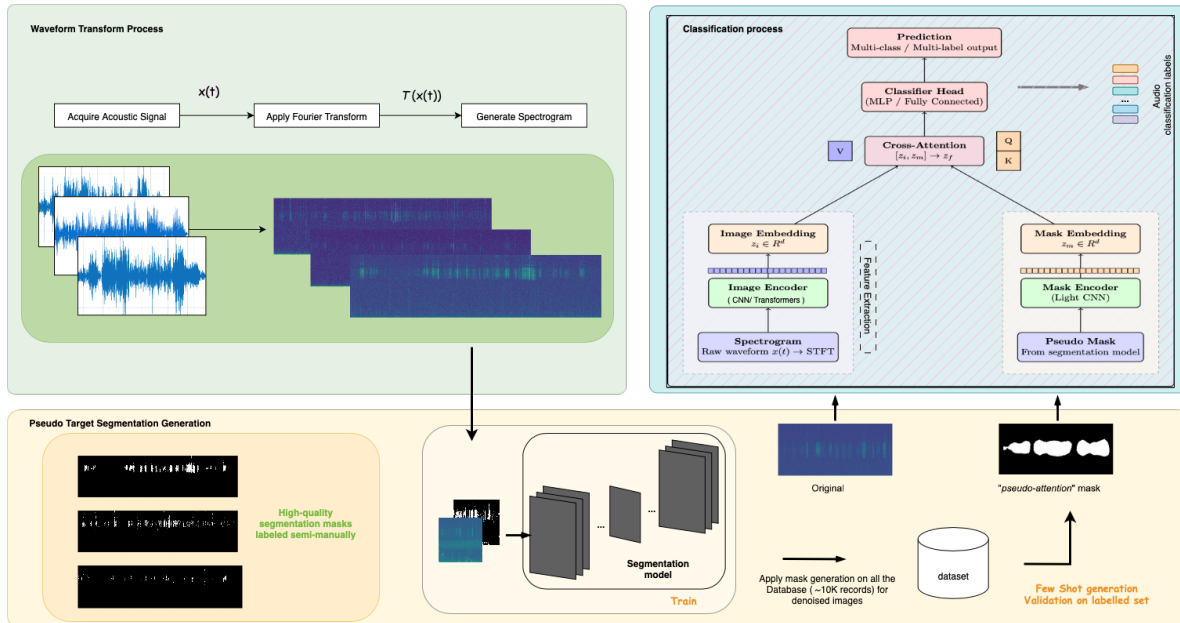 Waveform Transform Process
x(t)
T(x(t))
Acquire Acoustic Signal
Apply Fourier Transform
Generate Spectrogram
Classification process
Prediction
Multi-class / Multi-label output
Classifier Head
(MLP / Fully Connected)
...
Audio
classification labels
V
Cross-Attention
[z_i, z_m] → z_f
Q
K
Image Embedding
z_i ∈ R^d
Image Encoder
( CNN/ Transformers )
Spectrogram
Raw waveform x(t) → STFT
Feature Extraction
Mask Embedding
z_m ∈ R^d
Mask Encoder
(Light CNN)
Pseudo Mask
From segmentation model
Pseudo Target Segmentation Generation
High-quality
segmentation masks
labeled semi-manually
...
...
Segmentation
model
Train
Original
"pseudo-attention" mask
Apply mask generation on all the
Database ( ~10K records) for
denoised images
dataset
Few Shot generation
Validation on labelled set